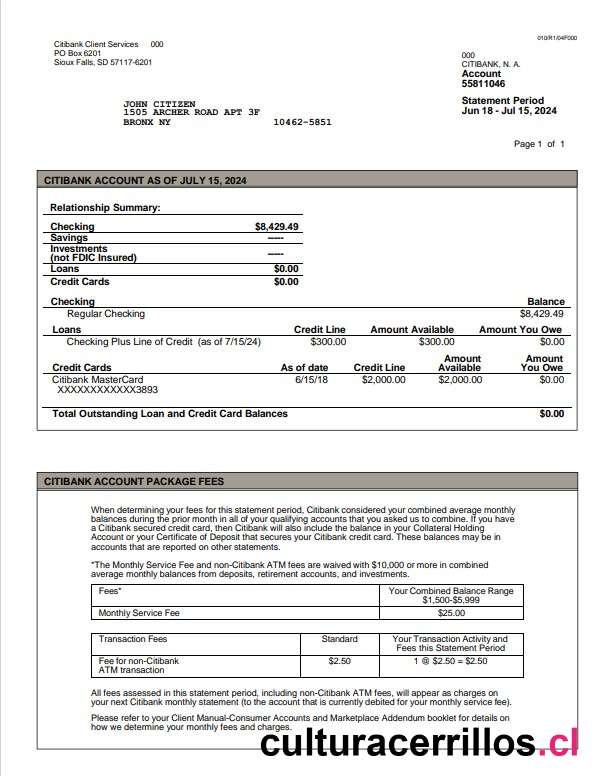 010/R1/04F000
Citibank Client Services 000
PO Box 6201
Sioux Falls, SD 57117-6201
000
CITIBANK, N. A.
Account
55811046
Statement Period
Jun 18 - Jul 15, 2024
JOHN CITIZEN
1505 ARCHER ROAD APT 3F
BRONX NY 10462-5851
Page 1 of 1
CITIBANK ACCOUNT AS OF JULY 15, 2024
Relationship Summary:
Checking $8,429.49
Savings -----
Investments
(not FDIC Insured) -----
Loans $0.00
Credit Cards $0.00
Checking Balance
Regular Checking $8,429.49
Loans Credit Line Amount Available Amount You Owe
Checking Plus Line of Credit (as of 7/15/24) $300.00 $300.00 $0.00
Credit Cards As of date Credit Line Amount Available Amount You Owe
Citibank MasterCard 6/15/18 $2,000.00 $2,000.00 $0.00
XXXXXXXXXXXX3893
Total Outstanding Loan and Credit Card Balances $0.00
CITIBANK ACCOUNT PACKAGE FEES
When determining your fees for this statement period, Citibank considered your combined average monthly
balances during the prior month in all of your qualifying accounts that you asked us to combine. If you have
a Citibank secured credit card, then Citibank will also include the balance in your Collateral Holding
Account or your Certificate of Deposit that secures your Citibank credit card. These balances may be in
accounts that are reported on other statements.
*The Monthly Service Fee and non-Citibank ATM fees are waived with $10,000 or more in combined
average monthly balances from deposits, retirement accounts, and investments.
Fees* Your Combined Balance Range
$1,500-$5,999
Monthly Service Fee $25.00
Transaction Fees Standard Your Transaction Activity and
Fees this Statement Period
Fee for non-Citibank $2.50 1 @ $2.50 = $2.50
ATM transaction
All fees assessed in this statement period, including non-Citibank ATM fees, will appear as charges on
your next Citibank monthly statement (to the account that is currently debited for your monthly service fee).
Please refer to your Client Manual-Consumer Accounts and Marketplace Addendum booklet for details on
how we determine your monthly fees and charges.
culturacerrillos.cl